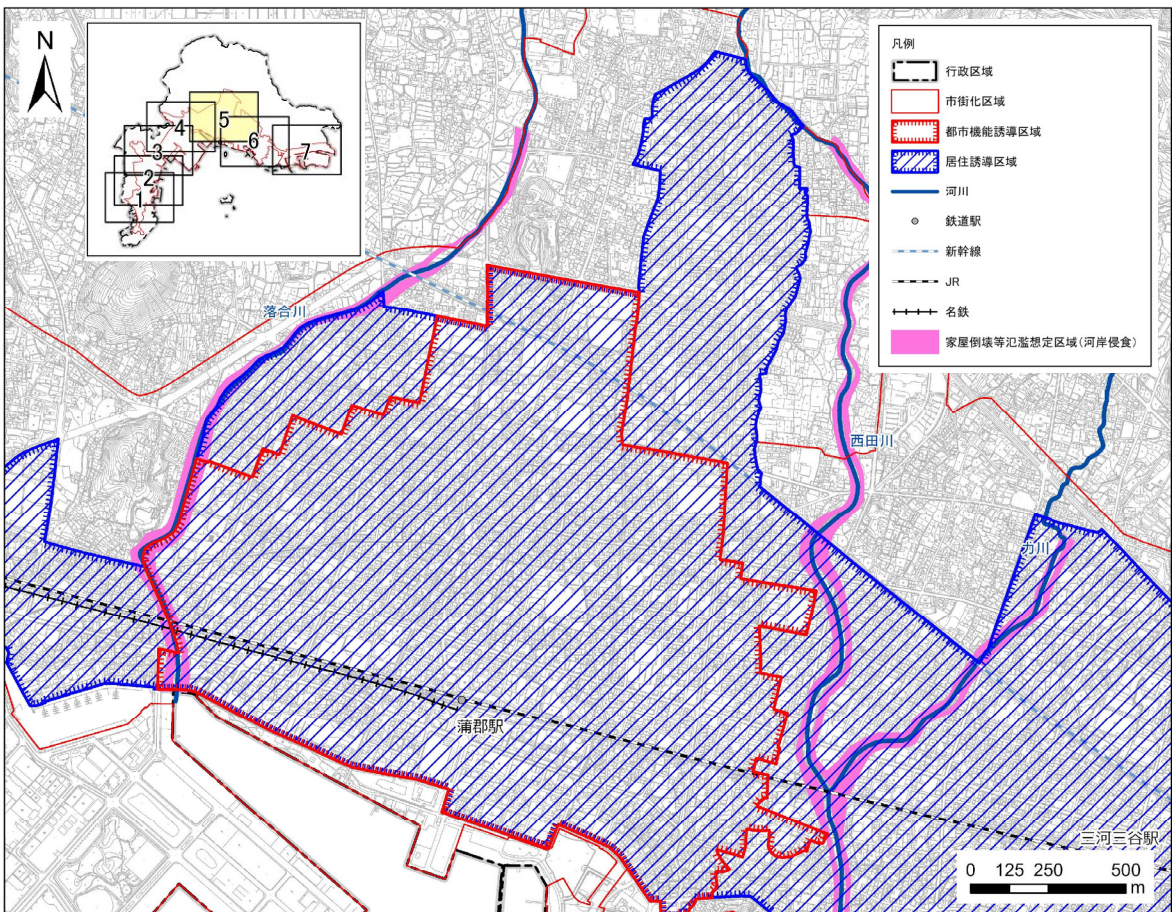 N
4
5
3
6
7
2
1
凡例
行政区域
市街化区域
都市機能誘導区域
居住誘導区域
河川
鉄道駅
新幹線
JR
名鉄
家屋倒壊等氾濫想定区域(河岸侵食)
落合川
西田川
力川
蒲郡駅
三河三谷駅
0 125 250 500
m